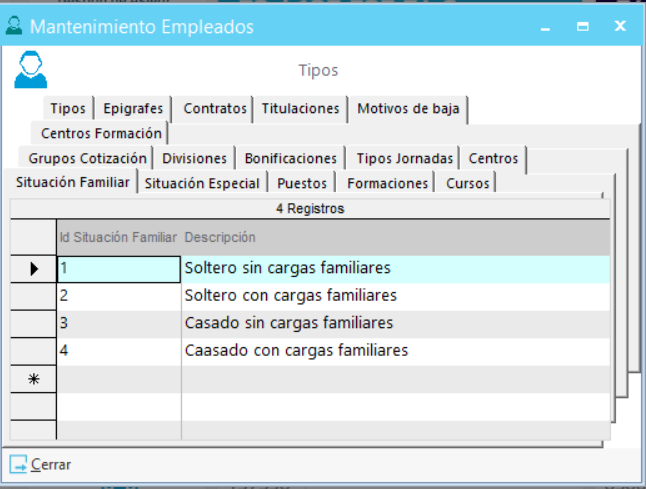 Mantenimiento Empleados
Tipos
Tipos Epigrafes Contratos Titulaciones Motivos de baja
Centros Formación
Grupos Cotización Divisiones Bonificaciones Tipos Jornadas Centros
Situación Familiar Situación Especial Puestos Formaciones Cursos
4 Registros
Id Situación Familiar Descripción
1 Soltero sin cargas familiares
2 Soltero con cargas familiares
3 Casado sin cargas familiares
4 Caasado con cargas familiares
Cerrar